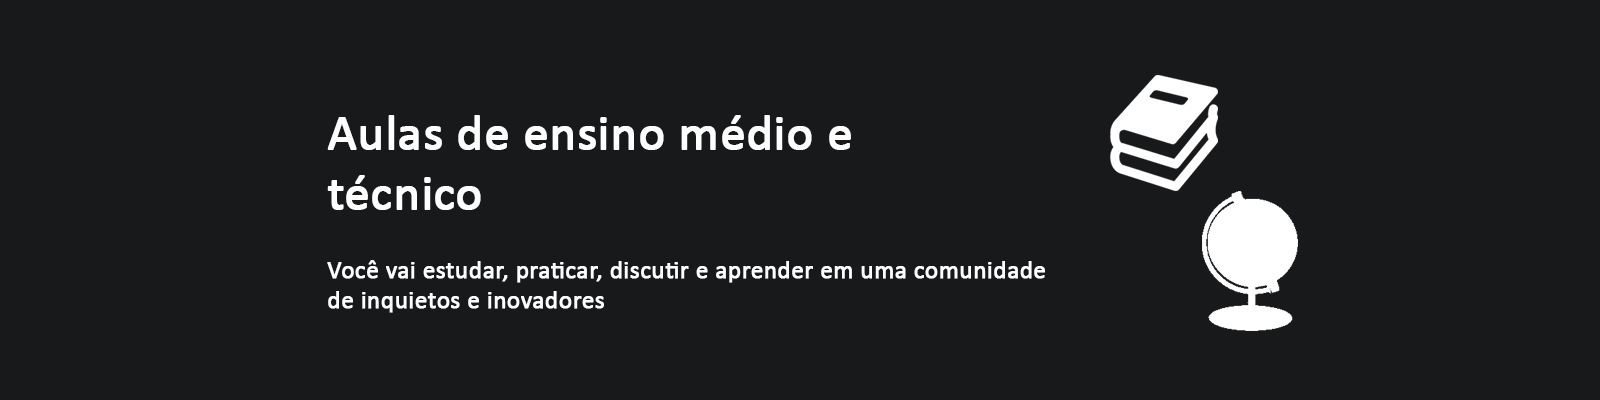 Aulas de ensino médio e
técnico
Você vai estudar, praticar, discutir e aprender em uma comunidade
de inquietos e inovadores